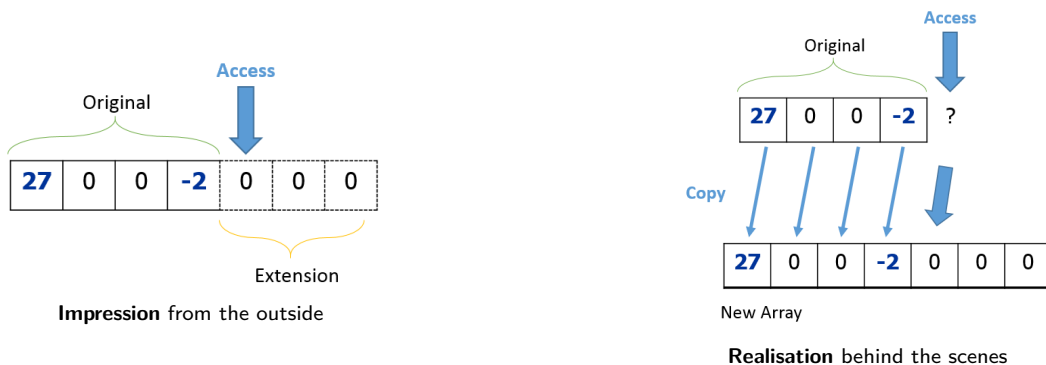 Access
Original
27 0 0 -2 0 0 0
Extension
Impression from the outside
Access
Original
27 0 0 -2 ?
Copy
27 0 0 -2 0 0 0
New Array
Realisation behind the scenes